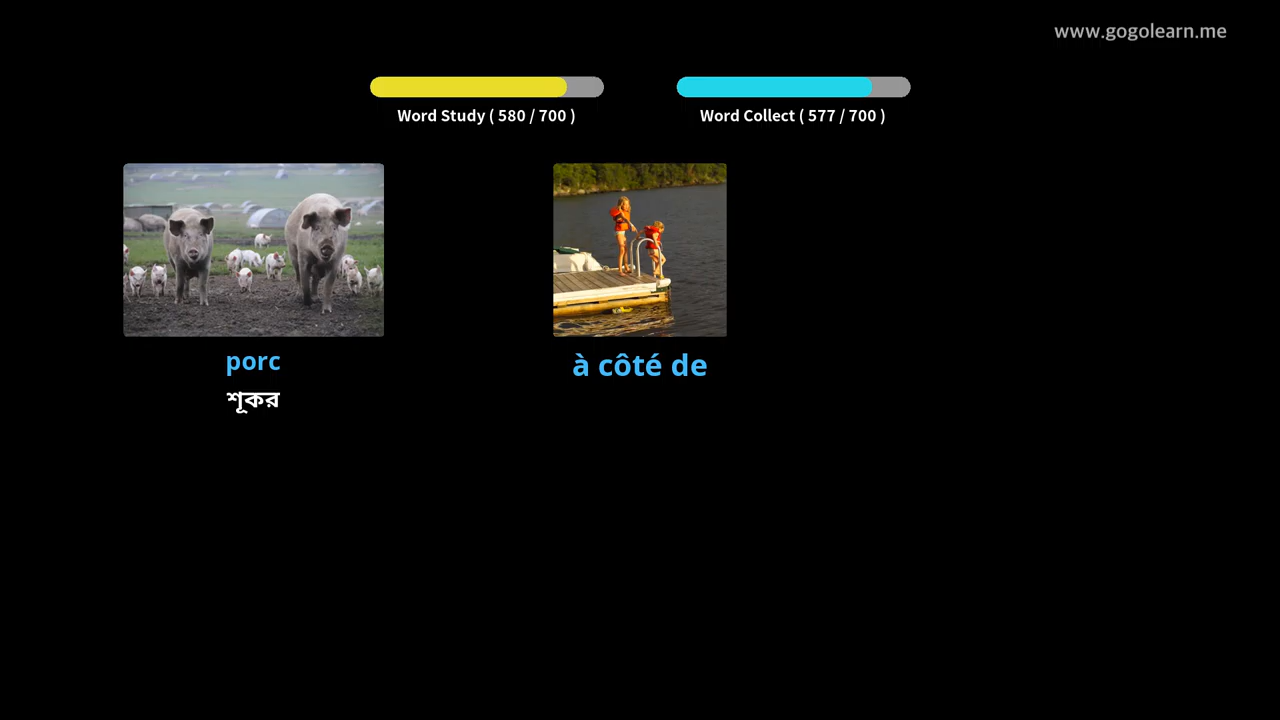 www.gogolearn.me
Word Study ( 580 / 700 )
Word Collect ( 577 / 700 )
porc
শূকর
à côté de